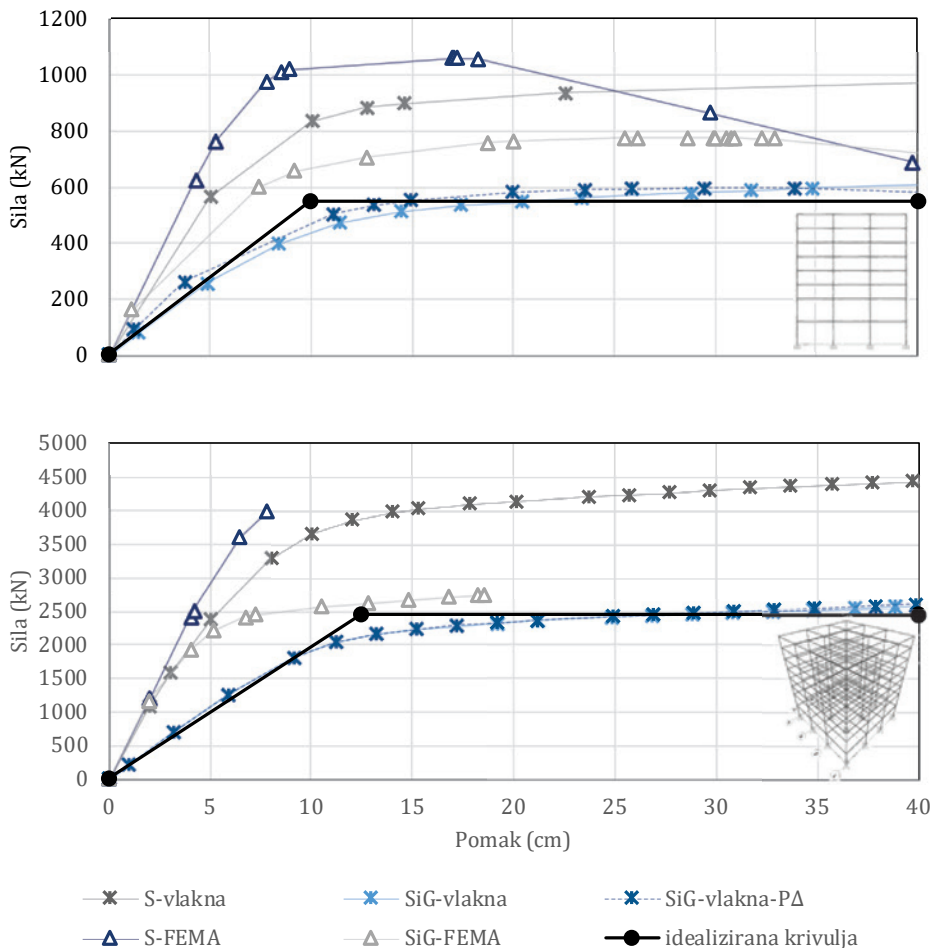 1200
1000
800
600
400
200
0
Sila (kN)
0 5 10 15 20 25 30 35 40
5000
4500
4000
3500
3000
2500
2000
1500
1000
500
0
Sila (kN)
0 5 10 15 20 25 30 35 40
Pomak (cm)
S-vlakna SiG-vlakna SiG-vlakna-PΔ
S-FEMA SiG-FEMA idealizirana krivulja